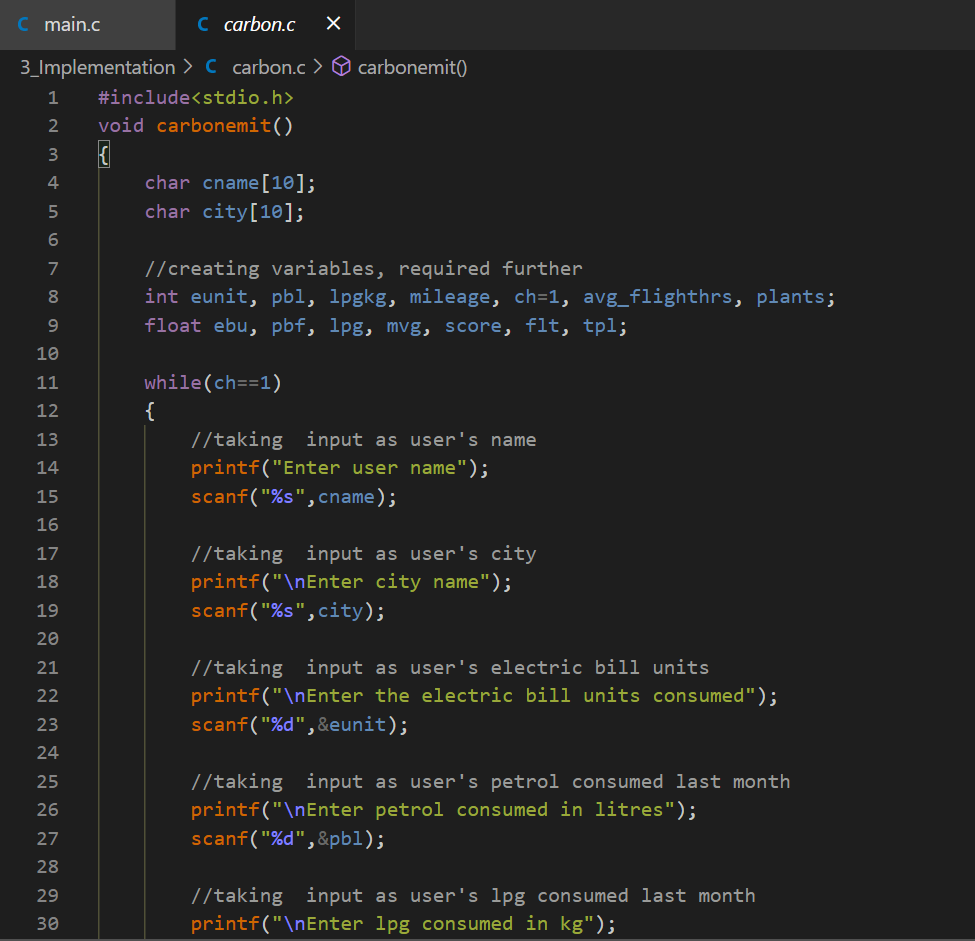 C main.c C carbon.c ×
3_Implementation > C carbon.c > carbonemit()
1 #include<stdio.h>
2 void carbonemit()
3 {
4 char cname[10];
5 char city[10];
6
7 //creating variables, required further
8 int eunit, pbl, lpgkg, mileage, ch=1, avg_flighthrs, plants;
9 float ebu, pbf, lpg, mvg, score, flt, tpl;
10
11 while(ch==1)
12 {
13 //taking  input as user's name
14 printf("Enter user name");
15 scanf("%s",cname);
16
17 //taking  input as user's city
18 printf("\nEnter city name");
19 scanf("%s",city);
20
21 //taking  input as user's electric bill units
22 printf("\nEnter the electric bill units consumed");
23 scanf("%d",&eunit);
24
25 //taking  input as user's petrol consumed last month
26 printf("\nEnter petrol consumed in litres");
27 scanf("%d",&pbl);
28
29 //taking  input as user's lpg consumed last month
30 printf("\nEnter lpg consumed in kg");